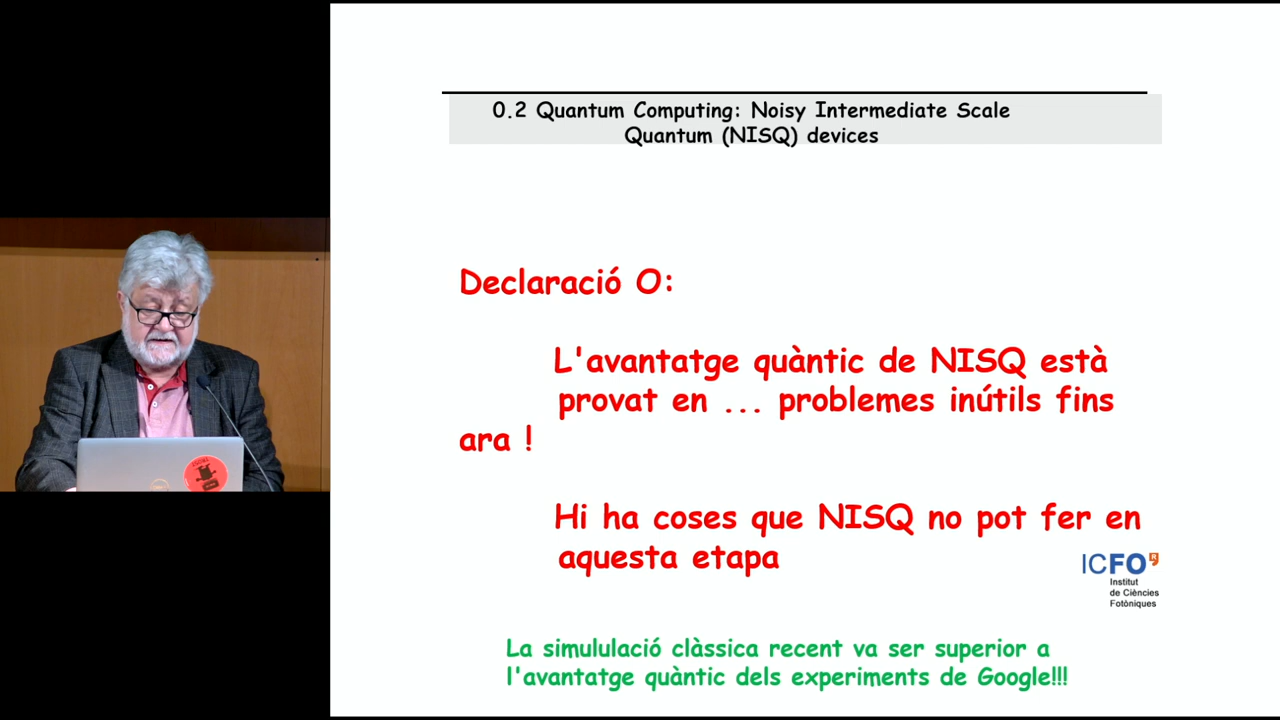 0.2 Quantum Computing: Noisy Intermediate Scale
Quantum (NISQ) devices
Declaració O:
L'avantatge quàntic de NISQ està
provat en ... problemes inútils fins
ara !
Hi ha coses que NISQ no pot fer en
aquesta etapa
ICFO
R
Institut
de Ciències
Fotòniques
La simululació clàssica recent va ser superior a
l'avantatge quàntic dels experiments de Google!!!